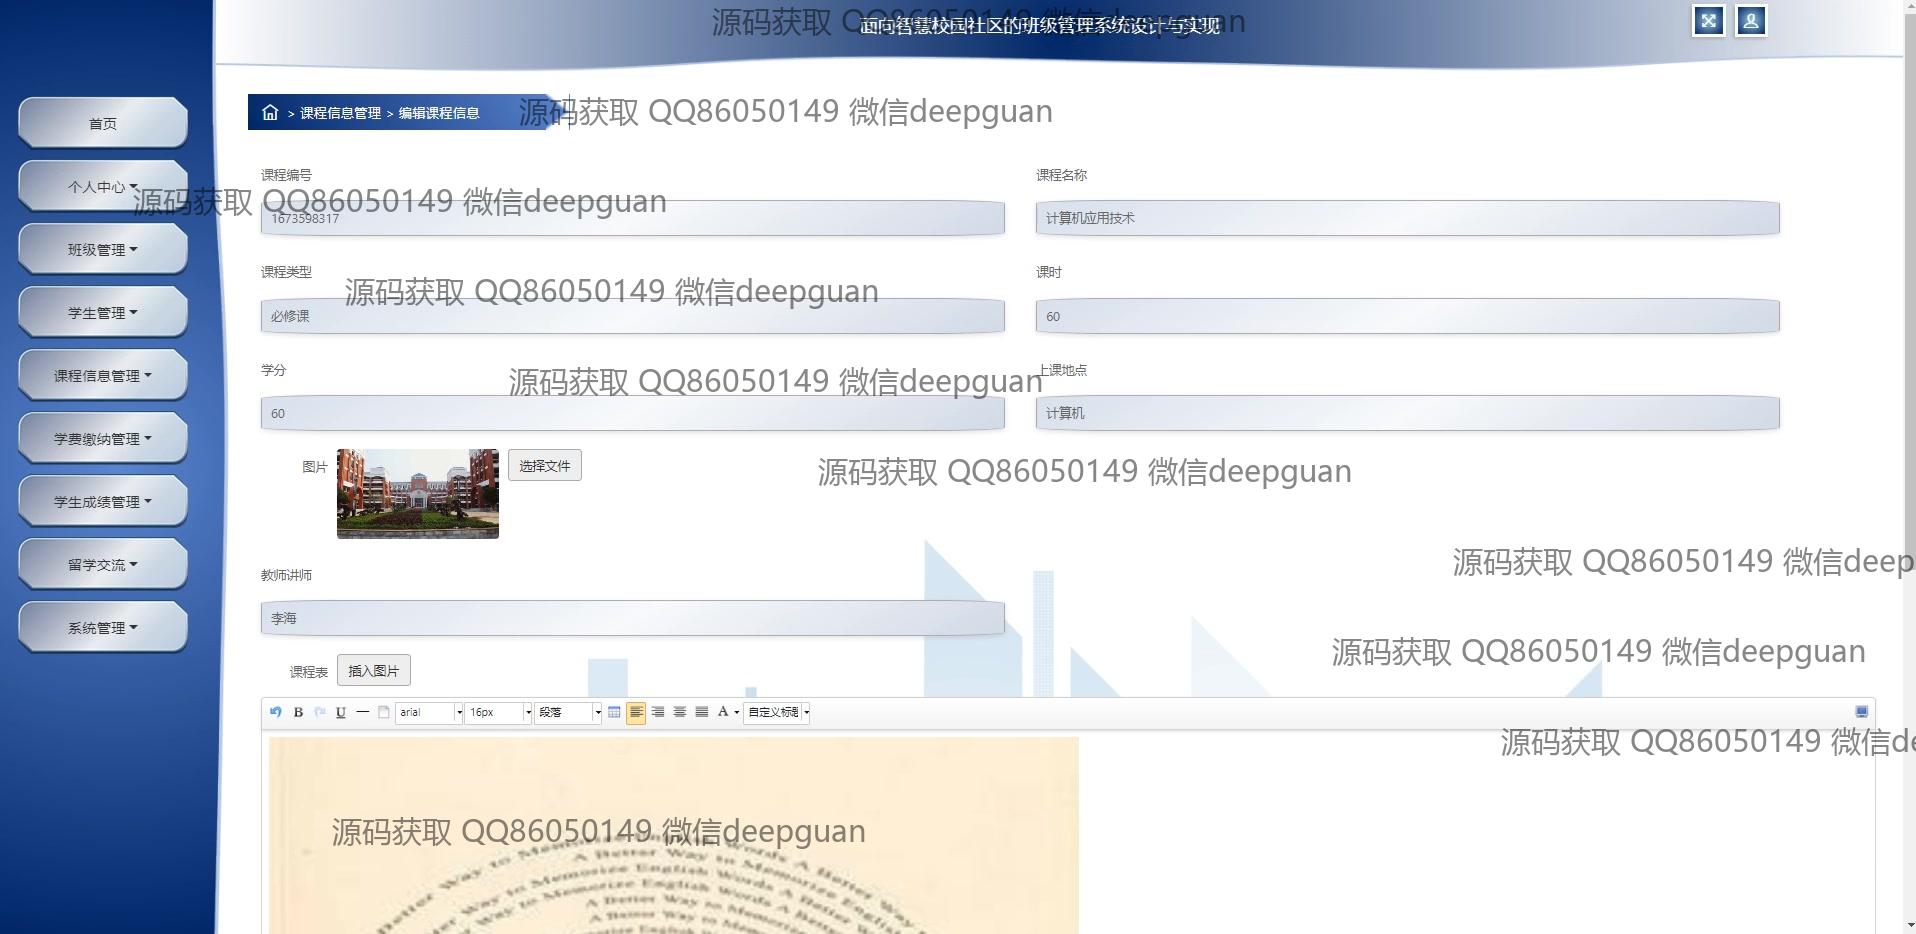 面向智慧校园社区的班级管理系统设计与实现
源码获取 QQ86050149 微信deepguan
首页
个人中心
班级管理
学生管理
课程信息管理
学费缴纳管理
学生成绩管理
留学交流
系统管理
> 课程信息管理 > 编辑课程信息
源码获取 QQ86050149 微信deepguan
课程编号
1673598317
源码获取 QQ86050149 微信deepguan
课程名称
计算机应用技术
课程类型
必修课
源码获取 QQ86050149 微信deepguan
课时
60
学分
60
源码获取 QQ86050149 微信deepguan
上课地点
计算机
图片
选择文件
源码获取 QQ86050149 微信deepguan
源码获取 QQ86050149 微信deep
教师讲师
李海
源码获取 QQ86050149 微信deepguan
课程表
插入图片
B U arial 16px 段落 A 自定义标题
源码获取 QQ86050149 微信de
源码获取 QQ86050149 微信deepguan
Better Way to Memorize English Words A Better Way
A Better Way to Memorize
Way to Memorize English Words A Better
Way to Memorize English Words A Better
A Better Way to Memorize
A Better Way to Memorize
Memorize English Words